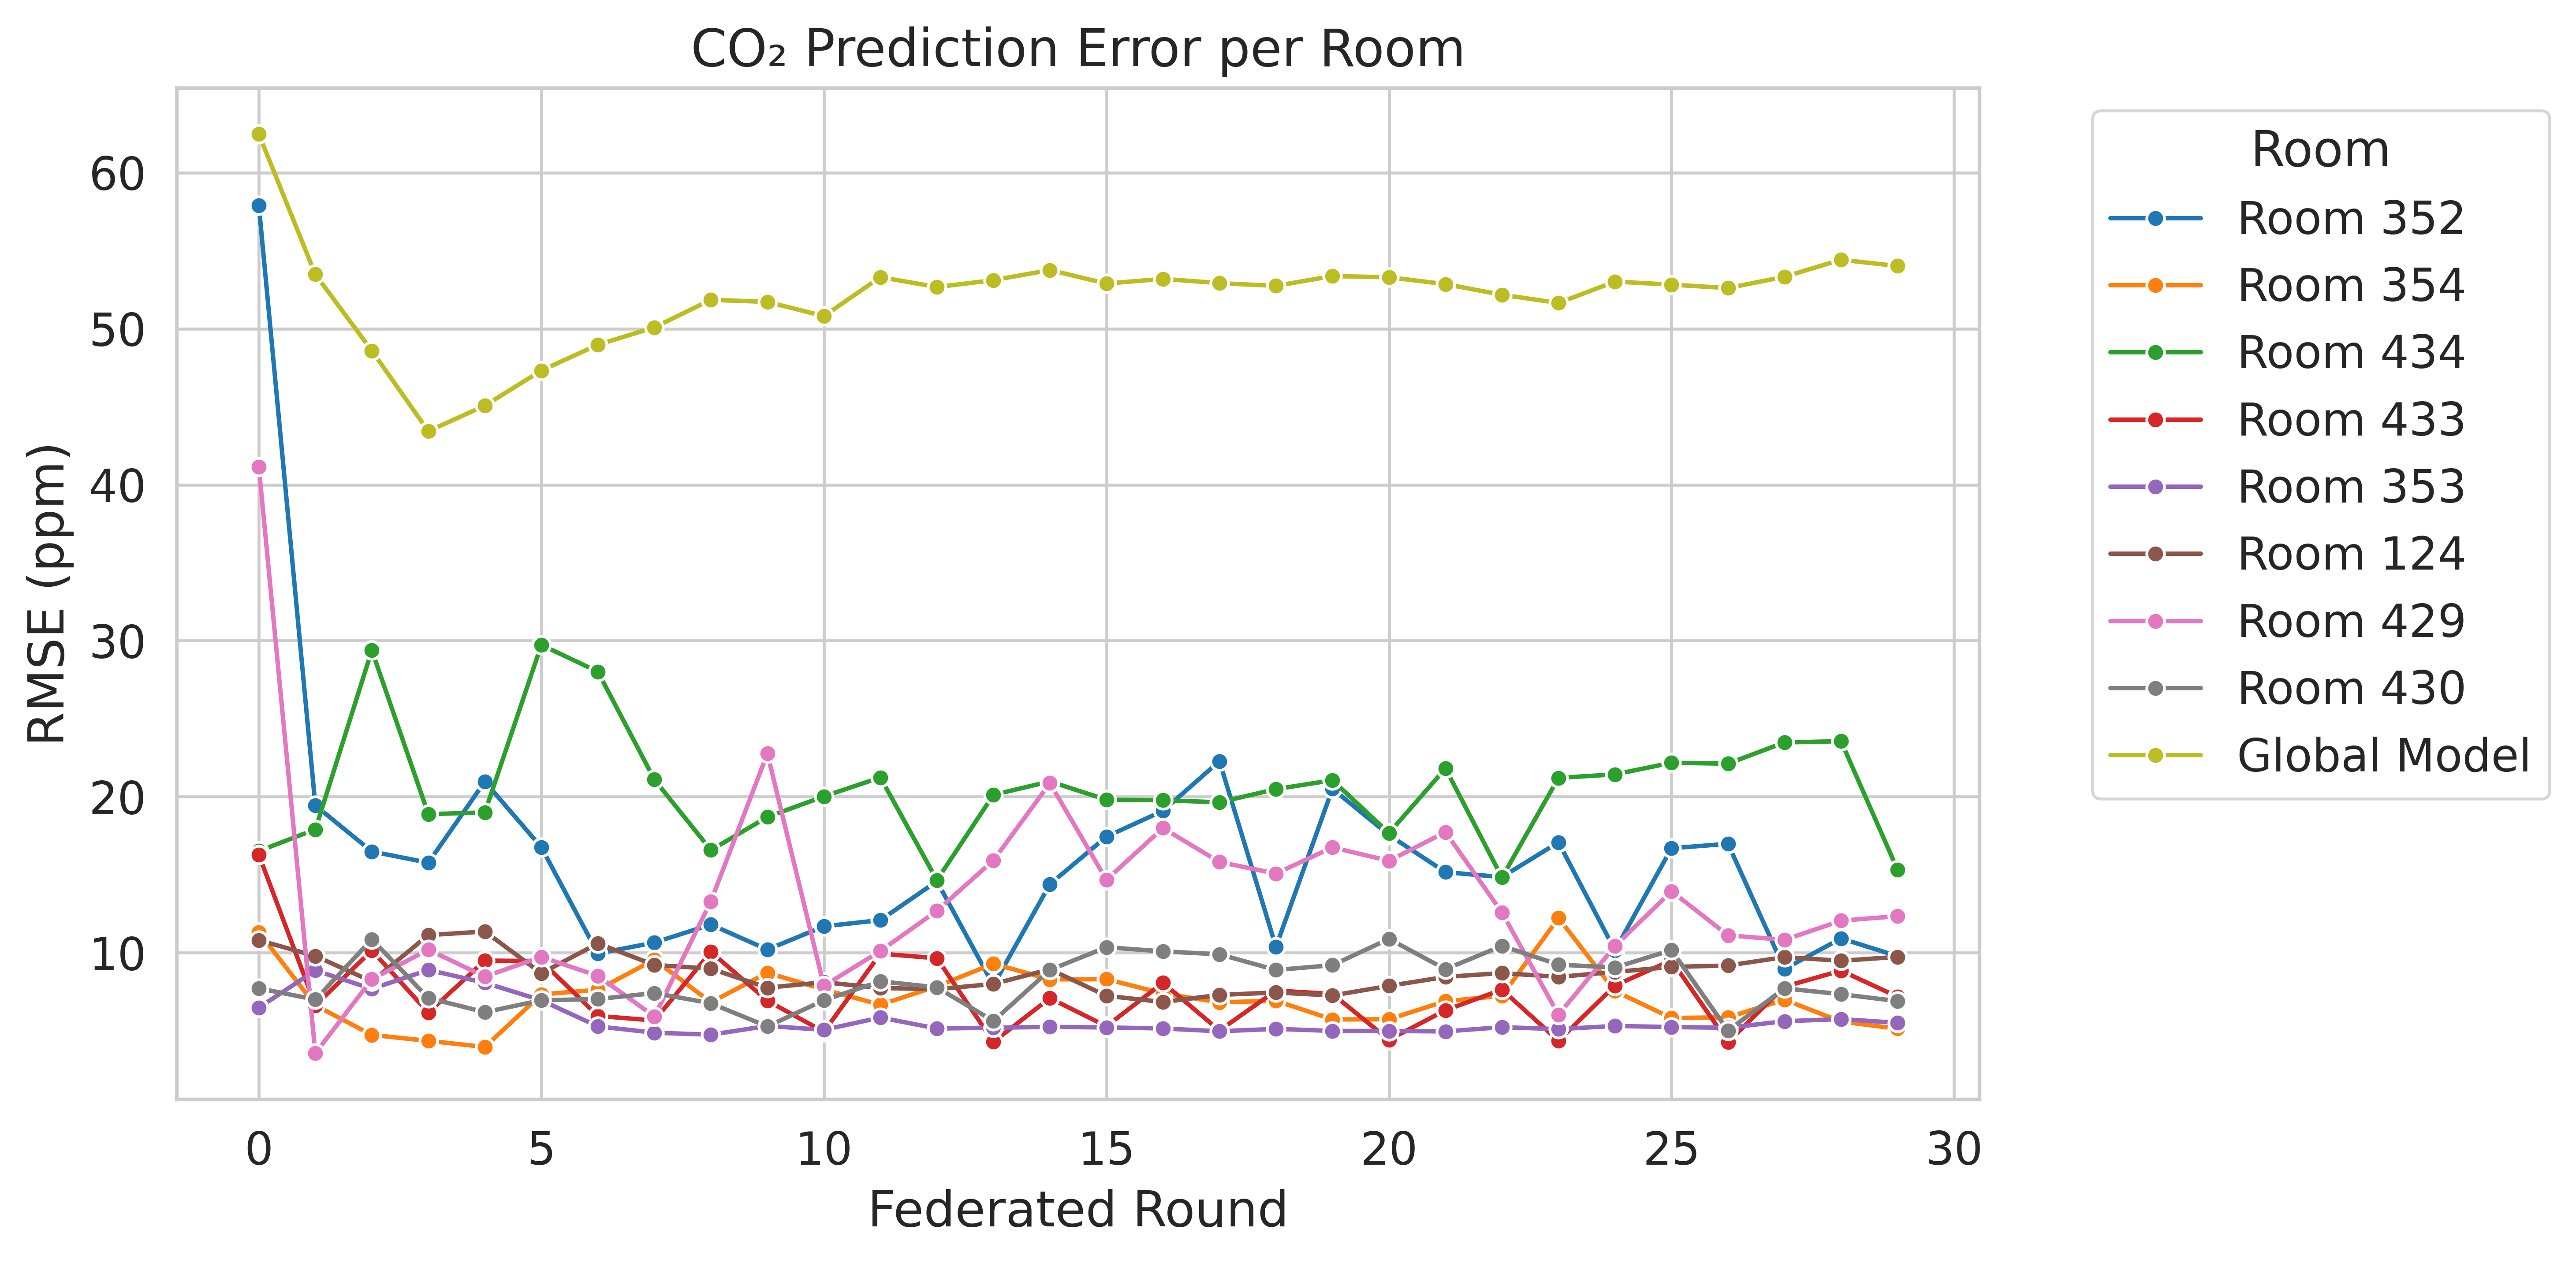 CO₂ Prediction Error per Room
60
50
40
30
20
10
RMSE (ppm)
0 5 10 15 20 25 30
Federated Round
Room
Room 352
Room 354
Room 434
Room 433
Room 353
Room 124
Room 429
Room 430
Global Model